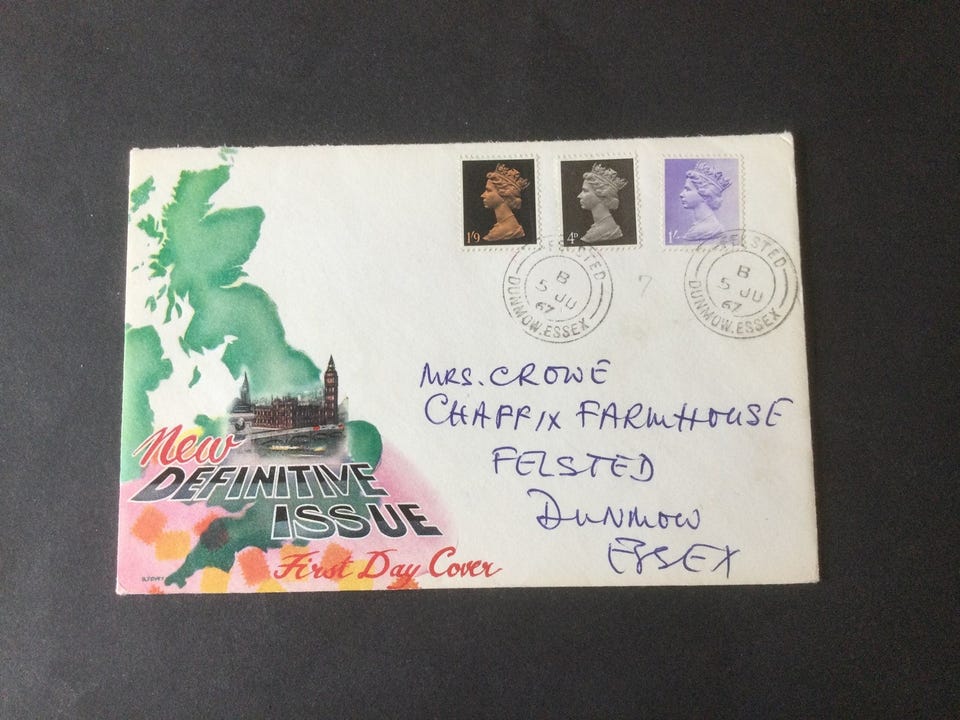 1'9
4D
1/-
FELSTED
B
5 JU
67
DUNMOW.ESSEX
7
FELSTED
B
5 JU
67
DUNMOW.ESSEX
MRS. CROWE
CHAFFIX FARMHOUSE
FELSTED
DUNMOW
ESSEX
New
DEFINITIVE
ISSUE
First Day Cover